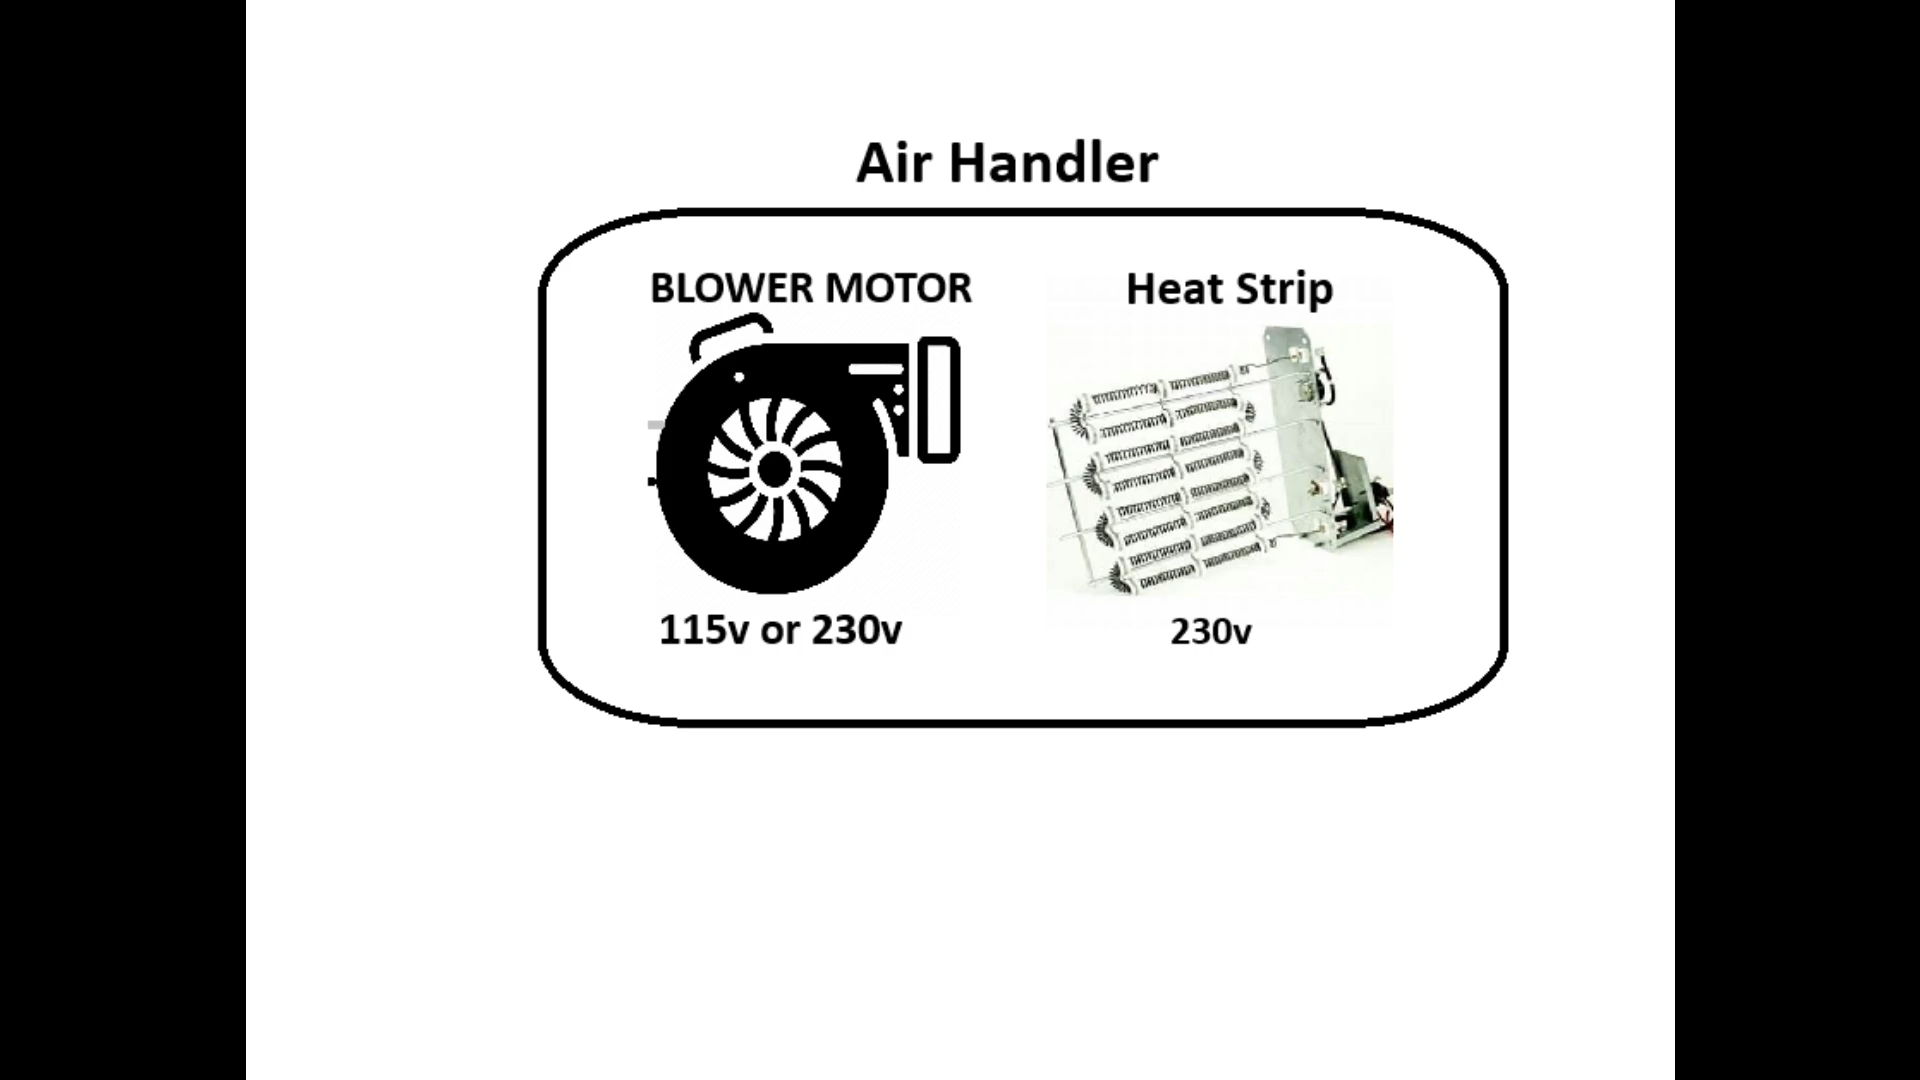 Air Handler
BLOWER MOTOR
Heat Strip
115v or 230v
230v